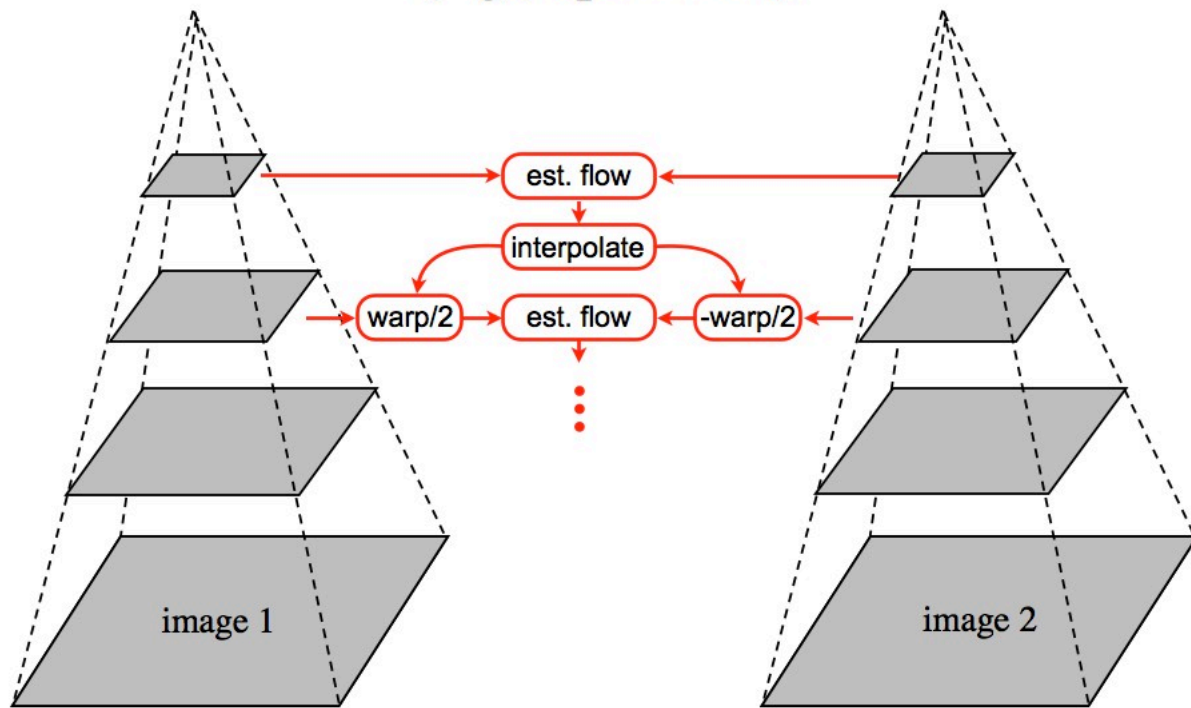 est. flow
interpolate
warp/2
est. flow
-warp/2
image 1
image 2